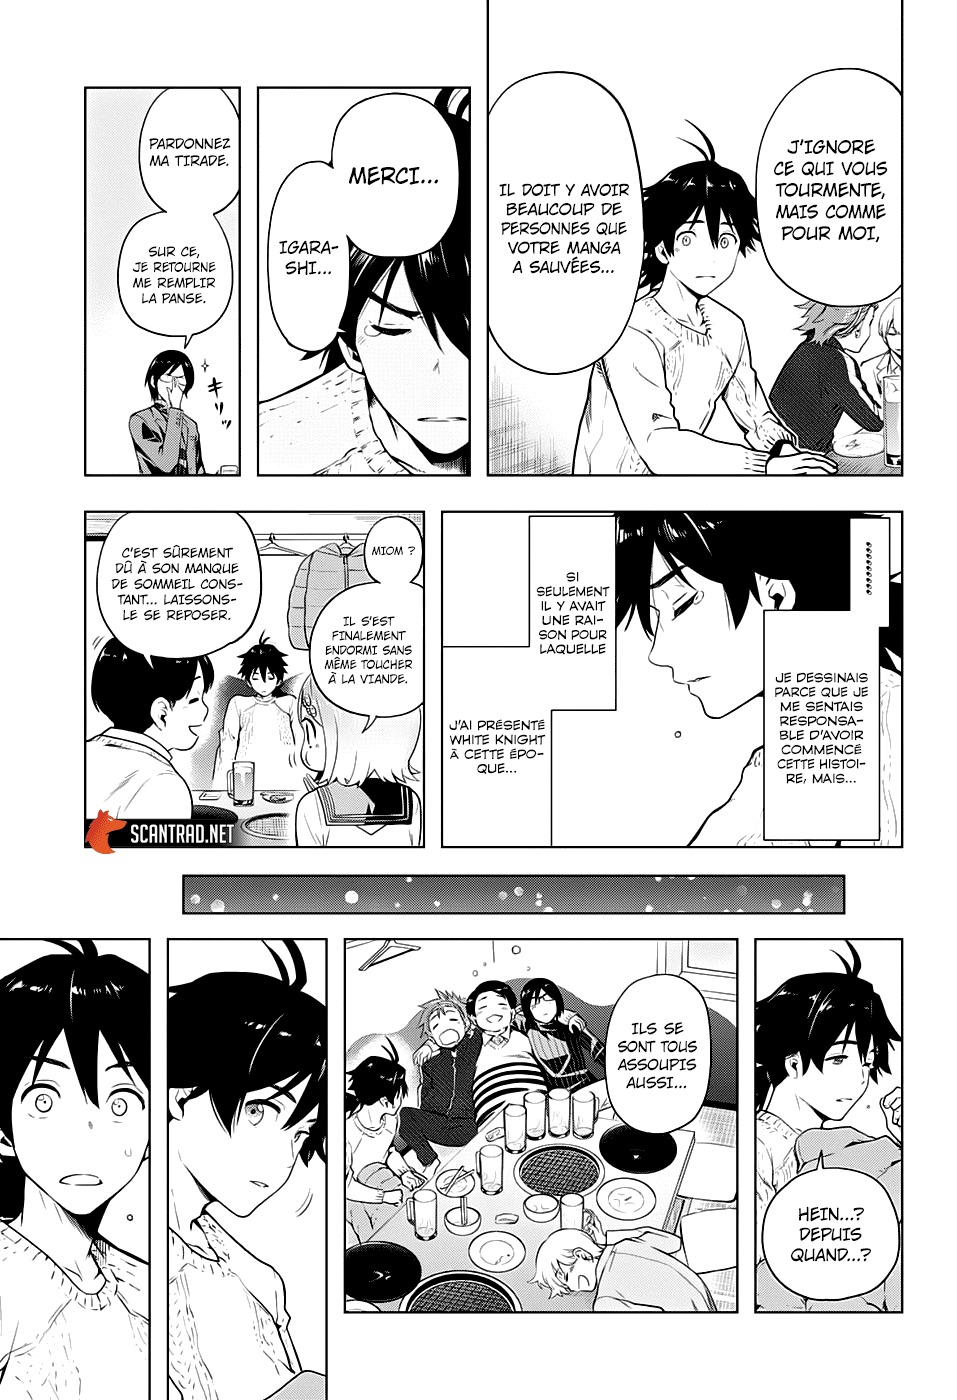 J'IGNORE
CE QUI VOUS
TOURMENTE,
MAIS COMME
POUR MOI,
IL DOIT Y AVOIR
BEAUCOUP DE
PERSONNES QUE
VOTRE MANGA
A SAUVÉES...
MERCI...
IGARA-
SHI...
PARDONNEZ
MA TIRADE.
SUR CE,
JE RETOURNE
ME REMPLIR
LA PANSE.
キッ
JE DESSINAIS
PARCE QUE JE
ME SENTAIS
RESPONSA-
BLE D'AVOIR
COMMENCÉ
CETTE HISTOI-
RE, MAIS...
SI
SEULEMENT
IL Y AVAIT
UNE RAI-
SON POUR
LAQUELLE
J'AI PRÉSENTÉ
WHITE KNIGHT
À CETTE ÉPO-
QUE...
MIOM ?
IL S'EST
FINALEMENT
ENDORMI SANS
MÊME TOUCHER
À LA VIANDE.
C'EST SÛREMENT
DÛ À SON MANQUE
DE SOMMEIL CONS-
TANT... LAISSONS-
LE SE REPOSER.
SCANTRAD.NET
HEIN...?
DEPUIS
QUAND...?
ILS SE
SONT TOUS
ASSOUPIS
AUSSI...